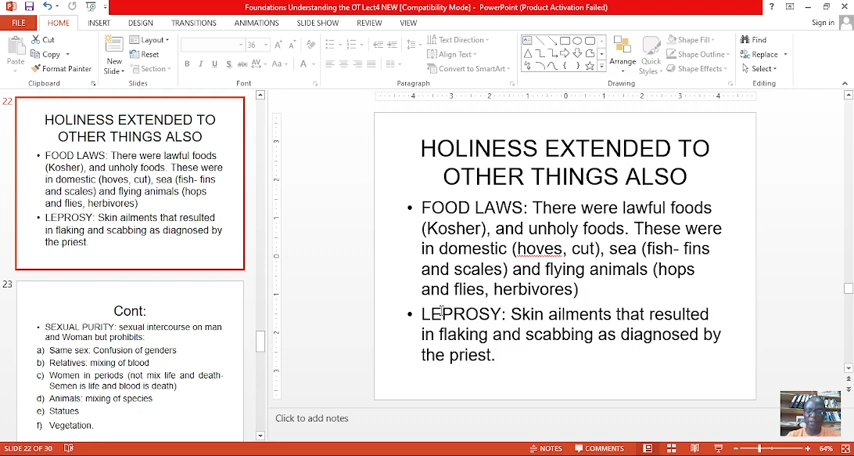 Foundations Understanding the OT Lect4 NEW [Compatibility Mode] - PowerPoint (Product Activation Failed)
FILE HOME INSERT DESIGN TRANSITIONS ANIMATIONS SLIDE SHOW REVIEW VIEW Sign in
Paste
Cut
Copy
Format Painter
Clipboard
New
Slide
Layout
Reset
Section
Slides
36
Font
Text Direction
Align Text
Convert to SmartArt
Paragraph
Arrange
Quick
Styles
Shape Fill
Shape Outline
Shape Effects
Drawing
Find
Replace
Select
Editing
22
HOLINESS EXTENDED TO
OTHER THINGS ALSO
• FOOD LAWS: There were lawful foods
(Kosher), and unholy foods. These were
in domestic (hoves, cut), sea (fish- fins
and scales) and flying animals (hops
and flies, herbivores)
• LEPROSY: Skin ailments that resulted
in flaking and scabbing as diagnosed by
the priest.
23
Cont:
• SEXUAL PURITY: sexual intercourse on man
and Woman but prohibits:
a) Same sex: Confusion of genders
b) Relatives: mixing of blood
c) Women in periods (not mix life and death-
Semen is life and blood is death)
d) Animals: mixing of species
e) Statues
f) Vegetation.
HOLINESS EXTENDED TO
OTHER THINGS ALSO
• FOOD LAWS: There were lawful foods
(Kosher), and unholy foods. These were
in domestic (hoves, cut), sea (fish- fins
and scales) and flying animals (hops
and flies, herbivores)
• LEPROSY: Skin ailments that resulted
in flaking and scabbing as diagnosed by
the priest.
Click to add notes
SLIDE 22 OF 30 NOTES COMMENTS 64%